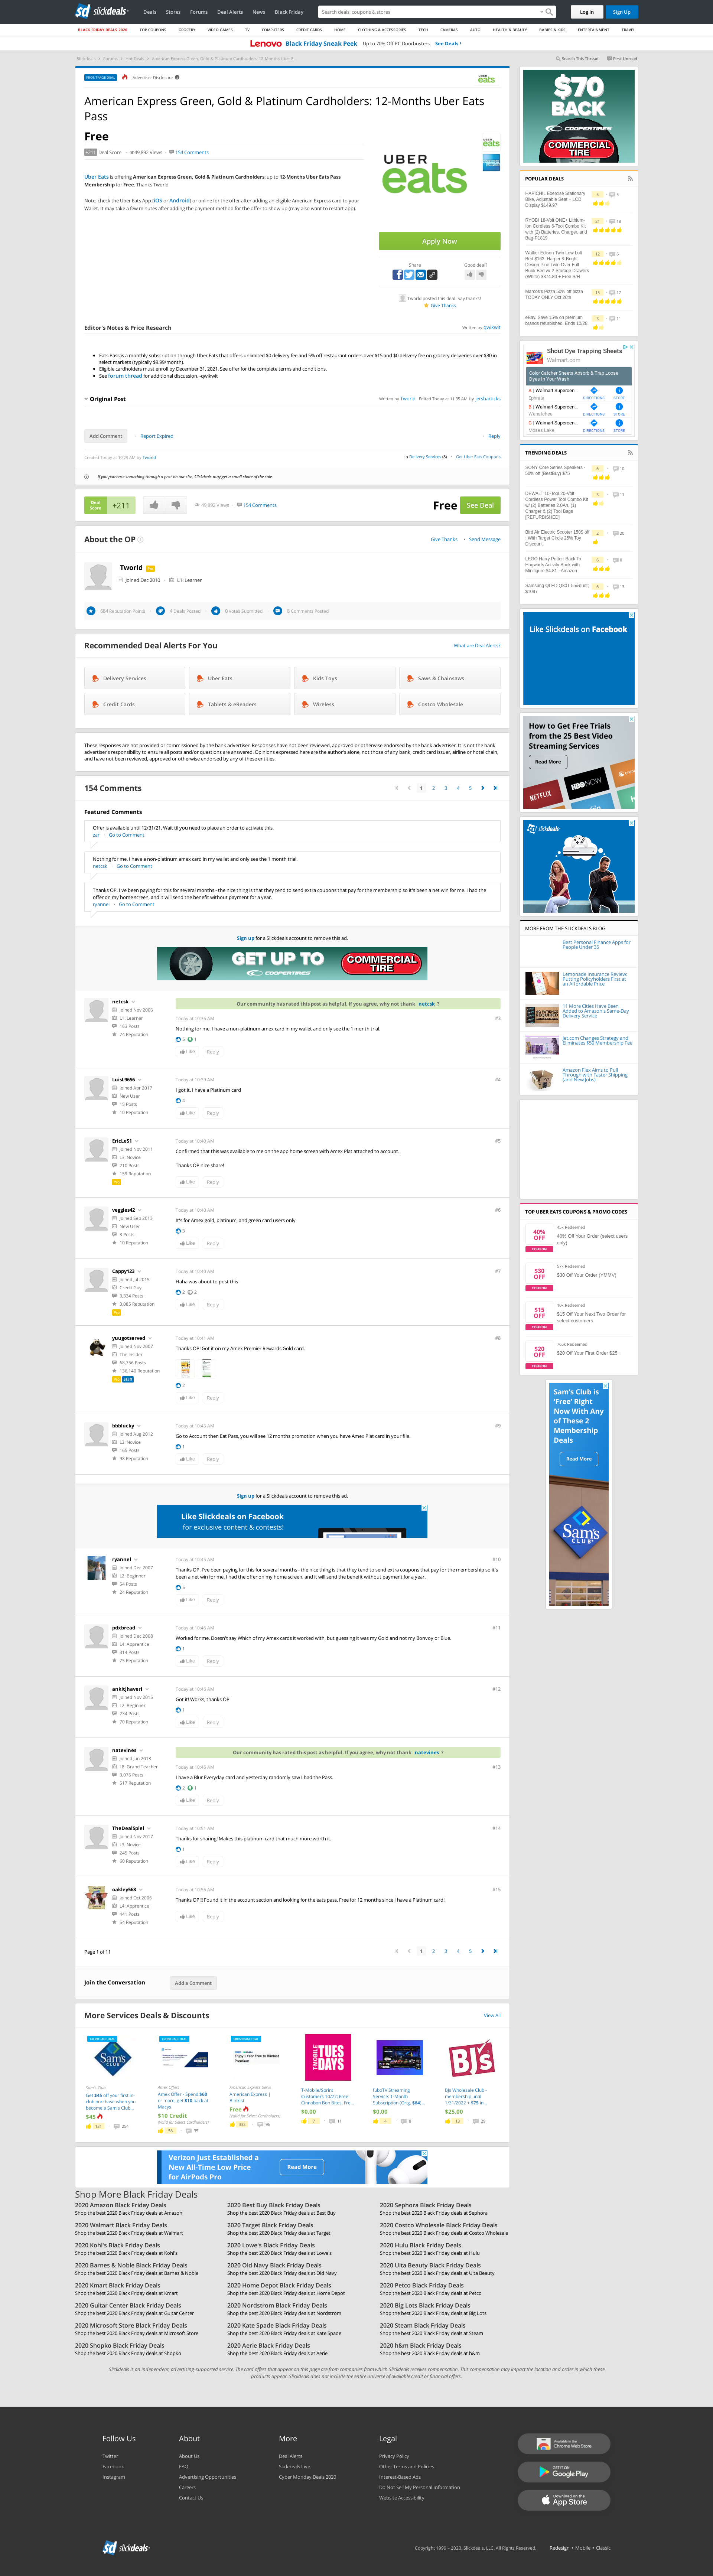 slickdeals
Deals Stores Forums Deal Alerts News Black Friday
Search deals, coupons & stores
Log In Sign Up
BLACK FRIDAY DEALS 2020 TOP COUPONS GROCERY VIDEO GAMES TV COMPUTERS CREDIT CARDS HOME CLOTHING & ACCESSORIES TECH CAMERAS AUTO HEALTH & BEAUTY BABIES & KIDS ENTERTAINMENT TRAVEL
Lenovo Black Friday Sneak Peek Up to 70% Off PC Doorbusters See Deals
Search This Thread First Unread
FRONTPAGE DEAL Advertiser Disclosure
American Express Green, Gold & Platinum Cardholders: 12-Months Uber Eats
Pass
Free
+211 Deal Score 49,892 Views 154 Comments
Uber Eats is offering American Express Green, Gold & Platinum Cardholders: up to 12-Months Uber Eats Pass
Membership for Free. Thanks Tworld
Note, check the Uber Eats App [iOS or Android] or online for the offer after adding an eligible American Express card to your
Wallet. It may take a few minutes after adding the payment method for the offer to show up (may also have to restart app).
UBER
eats
Apply Now
Share Good deal?
Tworld posted this deal. Say thanks!
Give Thanks
Editor's Notes & Price Research
Written by qwikwit
Eats Pass is a monthly subscription through Uber Eats that offers unlimited $0 delivery fee and 5% off restaurant orders over $15 and $0 delivery fee on grocery deliveries over $30 in
select markets (typically $9.99/month).
Eligible cardholders must enroll by December 31, 2021. See offer for the complete terms and conditions.
See forum thread for additional discussion. -qwikwit
Original Post
Written by Tworld Edited Today at 11:35 AM by jersharocks
Add Comment Report Expired Reply
Created Today at 10:30 AM by Tworld
in Delivery Services (8) Get Uber Eats Coupons
If you purchase something through a post on our site, Slickdeals may get a small share of the sale.
Deal
Score
+211
49,892 Views 154 Comments
Free See Deal
About the OP
Give Thanks Send Message
Tworld Pro
Joined Dec 2010 L1: Learner
684 Reputation Points 4 Deals Posted 0 Votes Submitted 8 Comments Posted
Recommended Deal Alerts For You
What are Deal Alerts?
Delivery Services Uber Eats Kids Toys Saws & Chainsaws
Credit Cards Tablets & eReaders Wireless Costco Wholesale
These responses are not provided or commissioned by the bank advertiser. Responses have not been reviewed, approved or otherwise endorsed by the bank advertiser. It is not the bank
advertiser's responsibility to ensure all posts and/or questions are answered. Opinions expressed here are the author's alone, not those of any bank, credit card issuer, airline or hotel chain,
and have not been reviewed, approved or otherwise endorsed by any of these entities.
154 Comments
1 2 3 4 5
Featured Comments
Offer is available until 12/31/21. Wait til you need to place an order to activate this.
zar Go to Comment
Nothing for me. I have a non-platinum amex card in my wallet and only see the 1 month trial.
netcsk Go to Comment
Thanks OP. I've been paying for this for several months - the nice thing is that they tend to send extra coupons that pay for the membership so it's been a net win for me. I had the
offer on my home screen, and it will send the benefit without payment for a year.
ryannel Go to Comment
Sign up for a Slickdeals account to remove this ad.
GET UP TO COOPERTIRES COMMERCIAL TIRE
netcsk
Joined Nov 2006
L1: Learner
163 Posts
74 Reputation
Our community has rated this post as helpful. If you agree, why not thank netcsk ?
Today at 10:36 AM #3
Nothing for me. I have a non-platinum amex card in my wallet and only see the 1 month trial.
5 1
Like Reply
LuisL9656
Joined Apr 2017
New User
15 Posts
10 Reputation
Today at 10:39 AM #4
I got it. I have a Platinum card
4
Like Reply
EricLe51
Joined Nov 2011
L3: Novice
210 Posts
159 Reputation
Pro
Today at 10:40 AM #5
Confirmed that this was available to me on the app home screen with Amex Plat attached to account.
Thanks OP nice share!
Like Reply
veggies42
Joined Sep 2013
New User
3 Posts
10 Reputation
Today at 10:40 AM #6
It's for Amex gold, platinum, and green card users only
3
Like Reply
Cappy123
Joined Jul 2015
Credit Guy
3,334 Posts
3,085 Reputation
Pro
Today at 10:40 AM #7
Haha was about to post this
2 2
Like Reply
yuugotserved
Joined Nov 2007
The Insider
68,756 Posts
136,140 Reputation
Pro Staff
Today at 10:41 AM #8
Thanks OP! Got it on my Amex Premier Rewards Gold card.
2
Like Reply
bbblucky
Joined Aug 2012
L3: Novice
165 Posts
98 Reputation
Today at 10:45 AM #9
Go to Account then Eat Pass, you will see 12 months promotion when you have Amex Plat card in your file.
1
Like Reply
Sign up for a Slickdeals account to remove this ad.
Like Slickdeals on Facebook
for exclusive content & contests!
ryannel
Joined Dec 2007
L2: Beginner
54 Posts
24 Reputation
Today at 10:45 AM #10
Thanks OP. I've been paying for this for several months - the nice thing is that they tend to send extra coupons that pay for the membership so it's
been a net win for me. I had the offer on my home screen, and it will send the benefit without payment for a year.
5
Like Reply
pdxbread
Joined Dec 2008
L4: Apprentice
314 Posts
75 Reputation
Today at 10:46 AM #11
Worked for me. Doesn't say Which of my Amex cards it worked with, but guessing it was my Gold and not my Bonvoy or Blue.
1
Like Reply
ankitjhaveri
Joined Nov 2015
L2: Beginner
234 Posts
70 Reputation
Today at 10:46 AM #12
Got it! Works, thanks OP
1
Like Reply
natevines
Joined Jun 2013
L8: Grand Teacher
3,076 Posts
517 Reputation
Our community has rated this post as helpful. If you agree, why not thank natevines ?
Today at 10:46 AM #13
I have a Blur Everyday card and yesterday randomly saw I had the Pass.
2 1
Like Reply
TheDealSpiel
Joined Nov 2017
L3: Novice
245 Posts
60 Reputation
Today at 10:51 AM #14
Thanks for sharing! Makes this platinum card that much more worth it.
1
Like Reply
oakley568
Joined Oct 2006
L4: Apprentice
441 Posts
54 Reputation
Today at 10:56 AM #15
Thanks OP!!! Found it in the account section and looking for the eats pass. Free for 12 months since I have a Platinum card!
Like Reply
Page 1 of 11
1 2 3 4 5
Join the Conversation Add a Comment
More Services Deals & Discounts View All
Sam's Club
Get $45 off your first in
club purchase when you
become a Sam's Club...
$45
Amex Offers
Amex Offer - Spend $60
or more, get $10 back at
Macys
$10 Credit
American Express
American Express |
Blinkist
Free
T-Mobile/Sprint
Customers 10/27: Free
Cinnabon Bon Bites, Fre...
$0.00
fuboTV Streaming
Service: 1-Month
Subscription (Orig. $64)...
$0.00
BJs Wholesale Club -
membership until
1/31/2022 + $75 in...
$25.00
Verizon Just Established a
New All-Time Low Price
for AirPods Pro
Read More
Shop More Black Friday Deals
2020 Amazon Black Friday Deals
Shop the best 2020 Black Friday deals at Amazon
2020 Best Buy Black Friday Deals
Shop the best 2020 Black Friday deals at Best Buy
2020 Sephora Black Friday Deals
Shop the best 2020 Black Friday deals at Sephora
2020 Walmart Black Friday Deals
Shop the best 2020 Black Friday deals at Walmart
2020 Target Black Friday Deals
Shop the best 2020 Black Friday deals at Target
2020 Costco Wholesale Black Friday Deals
Shop the best 2020 Black Friday deals at Costco Wholesale
2020 Kohl's Black Friday Deals
Shop the best 2020 Black Friday deals at Kohl's
2020 Lowe's Black Friday Deals
Shop the best 2020 Black Friday deals at Lowe's
2020 Hulu Black Friday Deals
Shop the best 2020 Black Friday deals at Hulu
2020 Barnes & Noble Black Friday Deals
Shop the best 2020 Black Friday deals at Barnes & Noble
2020 Old Navy Black Friday Deals
Shop the best 2020 Black Friday deals at Old Navy
2020 Ulta Beauty Black Friday Deals
Shop the best 2020 Black Friday deals at Ulta Beauty
2020 Kmart Black Friday Deals
Shop the best 2020 Black Friday deals at Kmart
2020 Home Depot Black Friday Deals
Shop the best 2020 Black Friday deals at Home Depot
2020 Petco Black Friday Deals
Shop the best 2020 Black Friday deals at Petco
2020 Guitar Center Black Friday Deals
Shop the best 2020 Black Friday deals at Guitar Center
2020 Nordstrom Black Friday Deals
Shop the best 2020 Black Friday deals at Nordstrom
2020 Big Lots Black Friday Deals
Shop the best 2020 Black Friday deals at Big Lots
2020 Microsoft Store Black Friday Deals
Shop the best 2020 Black Friday deals at Microsoft Store
2020 Kate Spade Black Friday Deals
Shop the best 2020 Black Friday deals at Kate Spade
2020 Steam Black Friday Deals
Shop the best 2020 Black Friday deals at Steam
2020 Shopko Black Friday Deals
Shop the best 2020 Black Friday deals at Shopko
2020 Aerie Black Friday Deals
Shop the best 2020 Black Friday deals at Aerie
2020 h&m Black Friday Deals
Shop the best 2020 Black Friday deals at h&m
Slickdeals is an independent, advertising-supported service. The card offers that appear on this page are from companies from which Slickdeals receives compensation. This compensation may impact the location and order in which these
products appear. Slickdeals does not include the entire universe of available credit or financial offers.
$70
BACK
COOPERTIRES
COMMERCIAL
TIRE
POPULAR DEALS
HAPICHIL Exercise Stationary
Bike, Adjustable Seat + LCD
Display $149.97
RYOBI 18-Volt ONE+ Lithium-
Ion Cordless 6-Tool Combo Kit
with (2) Batteries, Charger, and
Bag P1819
Walker Edison Twin Low Loft
Bed $163, Harper & Bright
Design Pine Twin Over Full
Bunk Bed w/ 2-Storage Drawers
(White) $374.40 + Free S/H
Marcos's Pizza 50% off pizza
TODAY ONLY Oct 26th
eBay: Save 15% on premium
brands refurbished. Ends 10/28.
Shout Dye Trapping Sheets
Walmart.com
Color Catcher Sheets Absorb & Trap Loose
Dyes In Your Wash
A | Walmart Supercen...
Ephrata
DIRECTIONS STORE
B | Walmart Supercen...
Wenatchee
DIRECTIONS STORE
C | Walmart Supercen...
Moses Lake
DIRECTIONS STORE
TRENDING DEALS
SONY Core Series Speakers -
50% off (BestBuy) $75
DEWALT 10-Tool 20-Volt
Cordless Power Tool Combo Kit
w/ (2) Batteries 2.0Ah, (1)
Charger & (2) Tool Bags
[REFURBISHED]
Bird Air Electric Scooter 150$ off
: With Target Circle 25% Toy
Discount
LEGO Harry Potter: Back To
Hogwarts Activity Book with
Minifigure $4.81 - Amazon
Samsung QLED Q90T 55&quot;
$1097
Like Slickdeals on Facebook
How to Get Free Trials
from the 25 Best Video
Streaming Services
Read More
NETFLIX HBO NOW
slickdeals
MORE FROM THE SLICKDEALS BLOG
Best Personal Finance Apps for
People Under 35
Lemonade Insurance Review:
Putting Policyholders First at
an Affordable Price
11 More Cities Have Been
Added to Amazon's Same-Day
Delivery Service
Jet.com Changes Strategy and
Eliminates $50 Membership Fee
Amazon Flex Aims to Pull
Through with Faster Shipping
(and New Jobs)
TOP UBER EATS COUPONS & PROMO CODES
40%
OFF
COUPON
40% Off Your Order (select users
only)
$30
OFF
COUPON
$30 Off Your Order (YMMV)
$15
OFF
COUPON
$15 Off Your Next Two Order for
select customers
$20
OFF
COUPON
$20 Off Your First Order $25+
Sam's Club is
'Free' Right
Now With Any
of These 2
Membership
Deals
Read More
Sam's
CLUB
Follow Us
Twitter
Facebook
Instagram
About
About Us
FAQ
Advertising Opportunities
Careers
Contact Us
More
Deal Alerts
Slickdeals Live
Cyber Monday Deals 2020
Legal
Privacy Policy
Other Terms and Policies
Interest-Based Ads
Do Not Sell My Personal Information
Website Accessibility
Available in the
Chrome Web Store
GET IT ON
Google Play
Download on the
App Store
slickdeals
Copyright 1999 - 2020. Slickdeals, LLC. All Rights Reserved. Redesign • Mobile • Classic